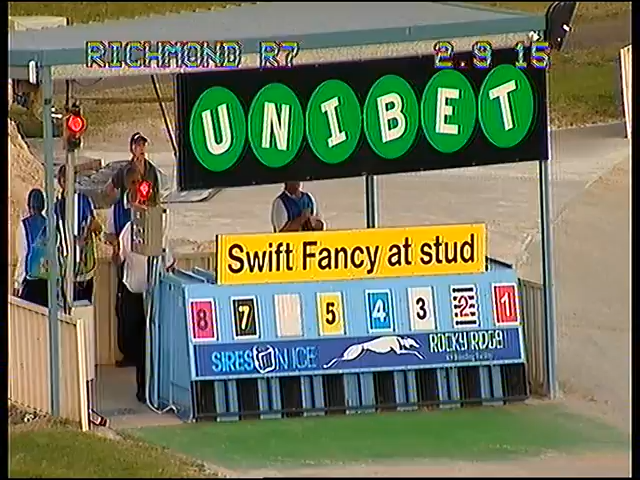 RICHMOND R7 2.9 15
UNIBET
Swift Fancy at stud
8 7 5 4 3 2 1
SIRES ON ICE ROCKY RIDGE